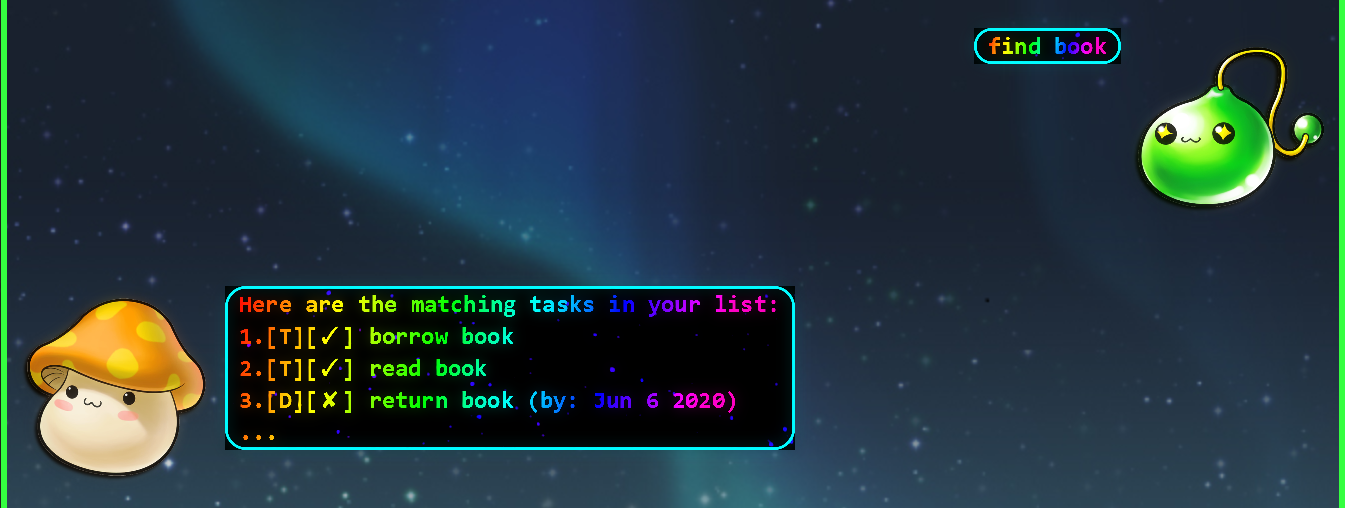 find book
Here are the matching tasks in your list:
1.[T][✓] borrow book
2.[T][✓] read book
3.[D][✘] return book (by: Jun 6 2020)
...